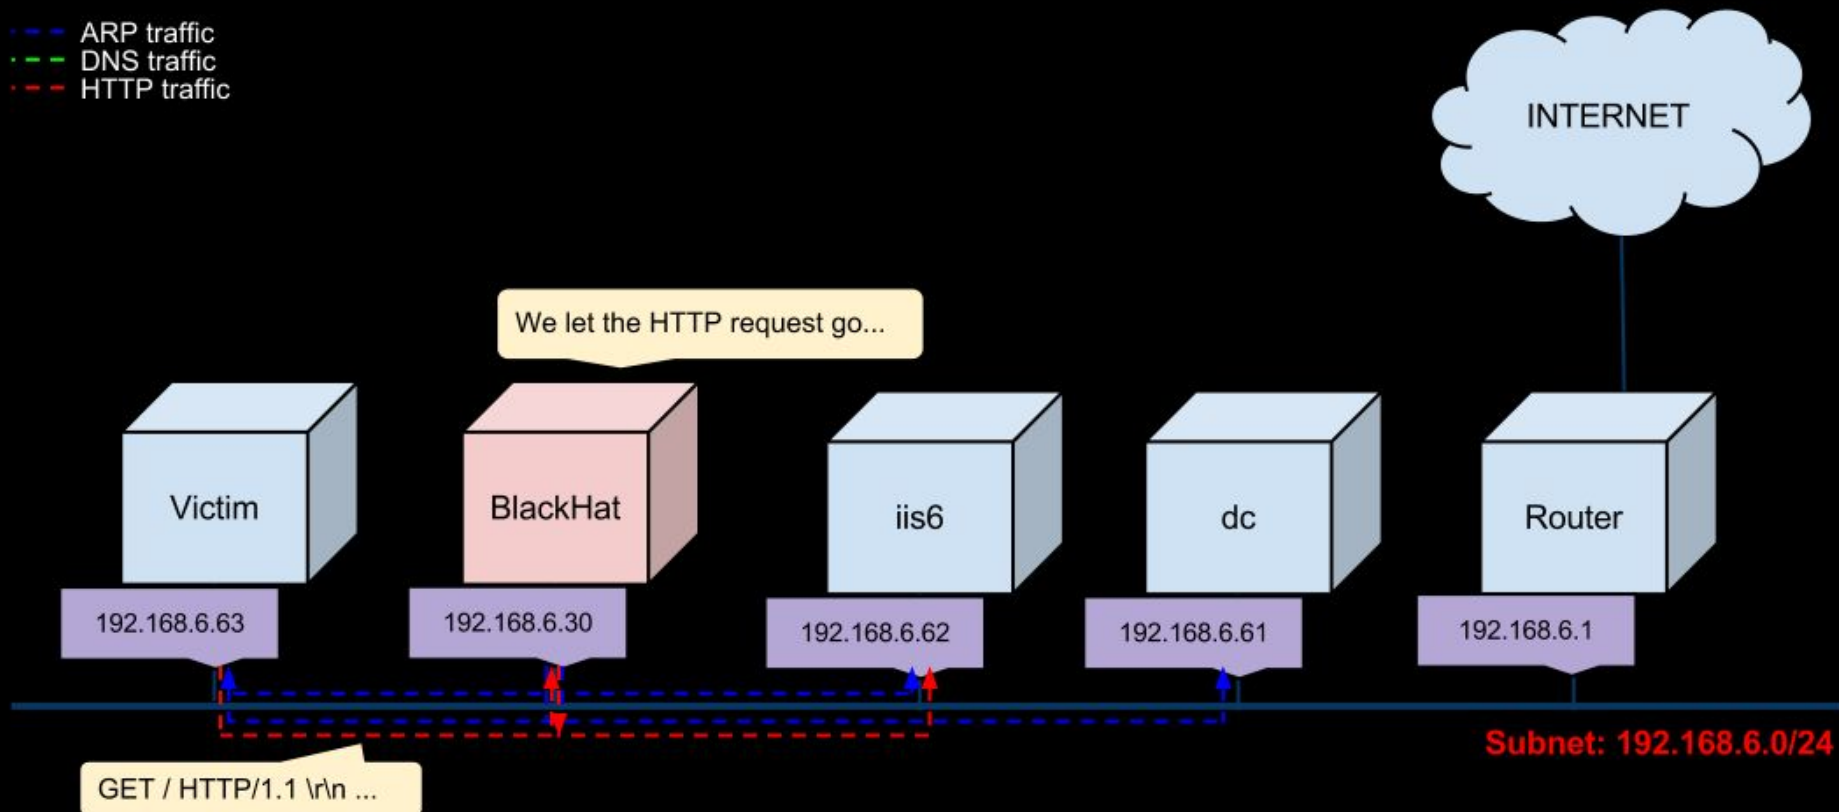 ARP traffic
DNS traffic
HTTP traffic
INTERNET
We let the HTTP request go...
Victim
BlackHat
iis6
dc
Router
192.168.6.63
192.168.6.30
192.168.6.62
192.168.6.61
192.168.6.1
Subnet: 192.168.6.0/24
GET / HTTP/1.1 \r\n ...